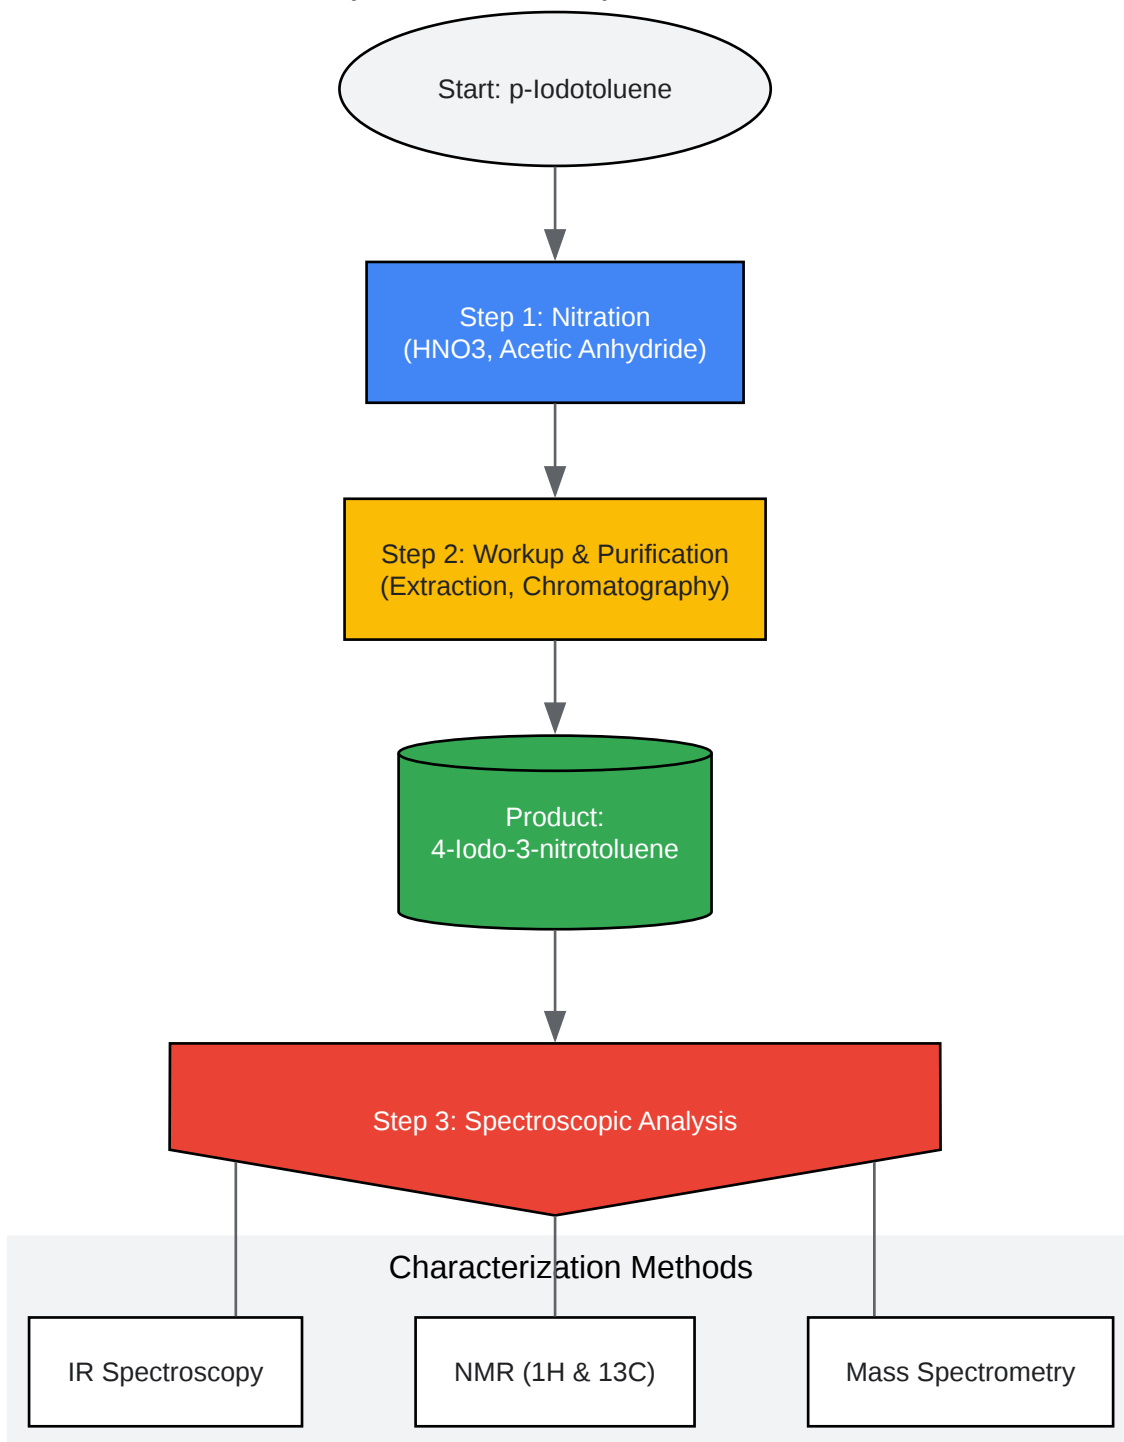 Start: p-Iodotoluene
Step 1: Nitration
(HNO3, Acetic Anhydride)
Step 2: Workup & Purification
(Extraction, Chromatography)
Product:
4-Iodo-3-nitrotoluene
Step 3: Spectroscopic Analysis
Characterization Methods
IR Spectroscopy
NMR (1H & 13C)
Mass Spectrometry